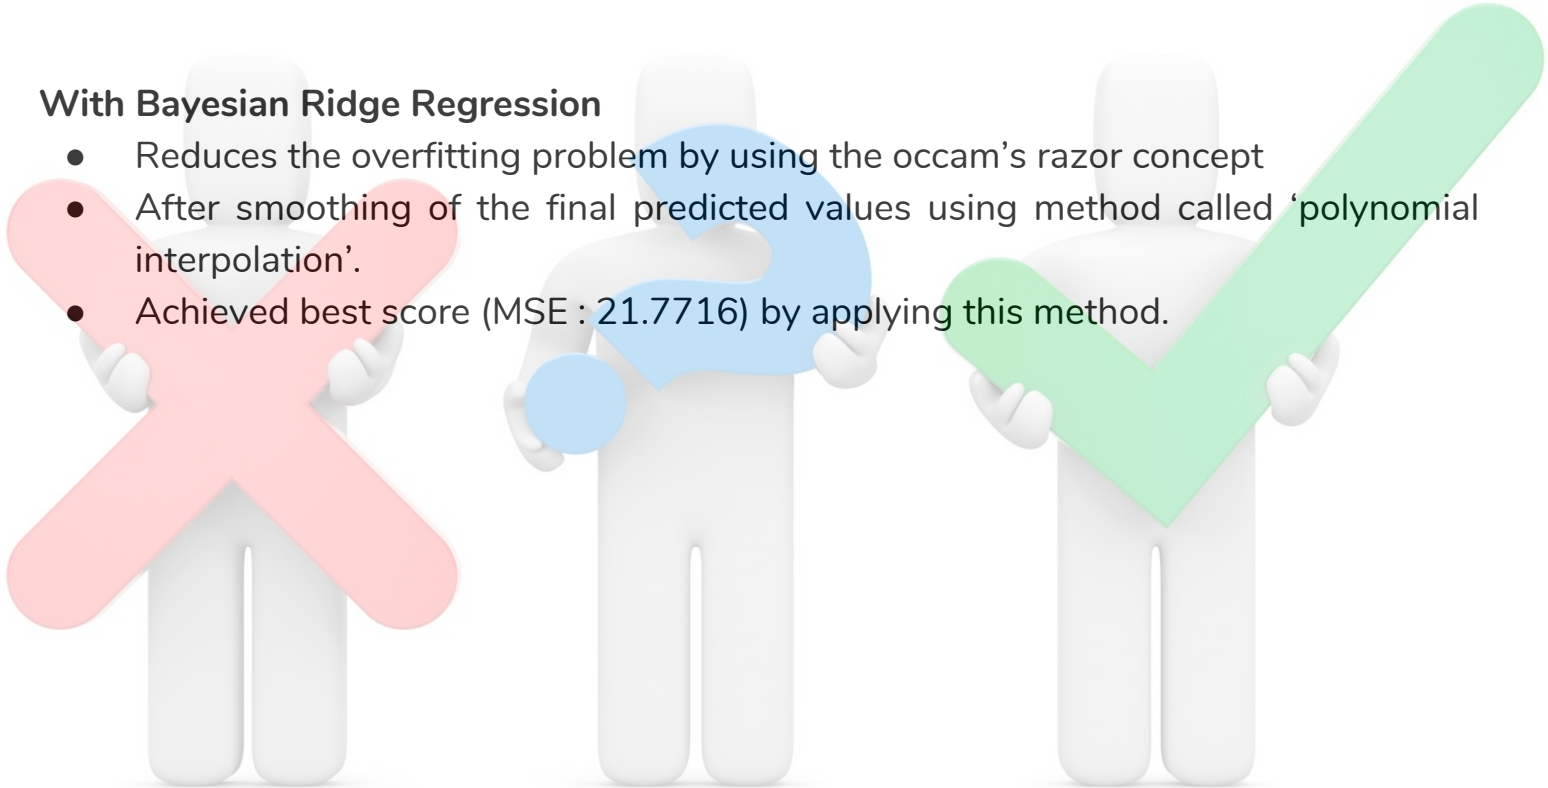 With Bayesian Ridge Regression
● Reduces the overfitting problem by using the occam’s razor concept
● After smoothing of the final predicted values using method called ‘polynomial
interpolation’.
● Achieved best score (MSE : 21.7716) by applying this method.